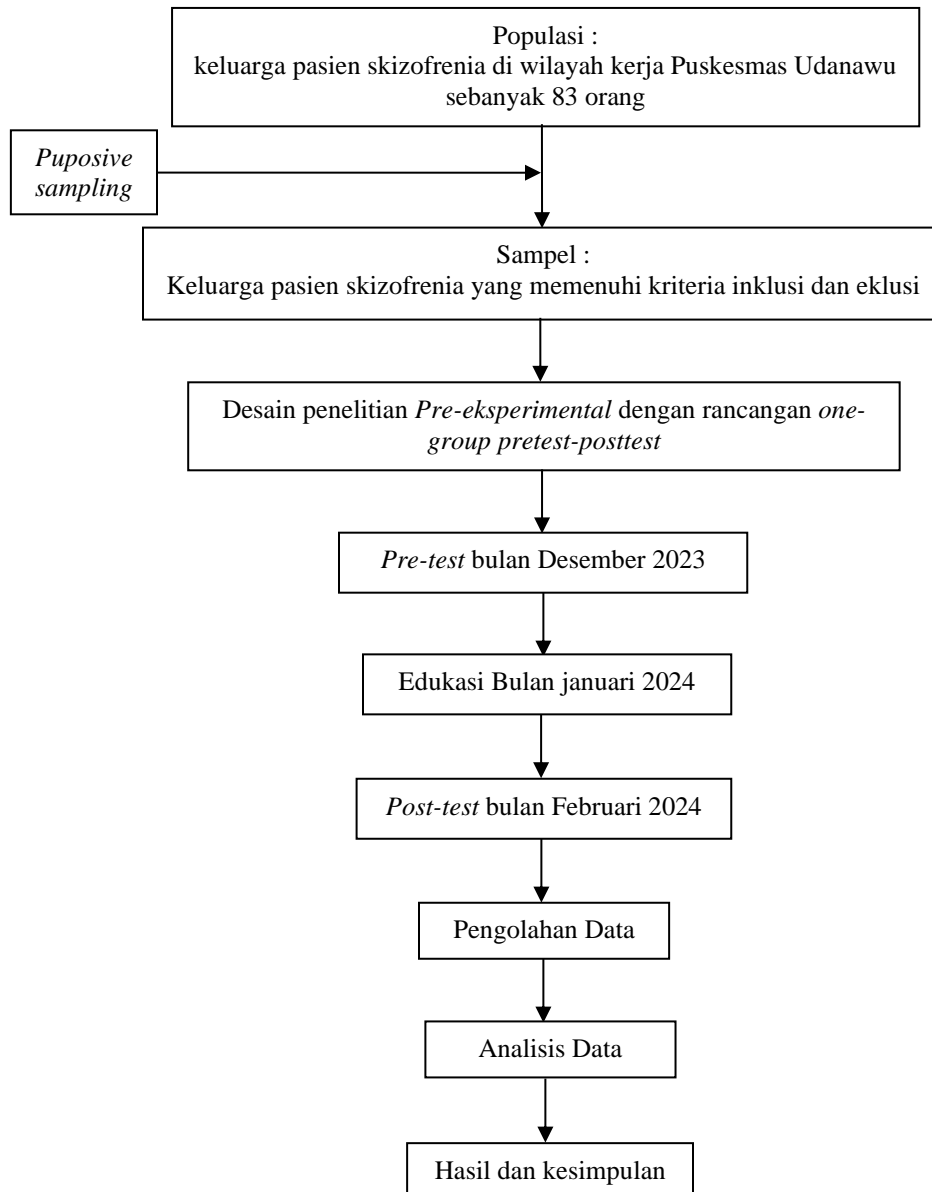 Populasi :
keluarga pasien skizofrenia di wilayah kerja Puskesmas Udanawu
sebanyak 83 orang
Puposive
sampling
Sampel :
Keluarga pasien skizofrenia yang memenuhi kriteria inklusi dan eklusi
Desain penelitian Pre-eksperimental dengan rancangan one-
group pretest-posttest
Pre-test bulan Desember 2023
Edukasi Bulan januari 2024
Post-test bulan Februari 2024
Pengolahan Data
Analisis Data
Hasil dan kesimpulan